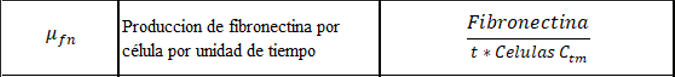 μ_fn
Produccion de fibronectina por
célula por unidad de tiempo
Fibronectina
t * Celulas C_tm